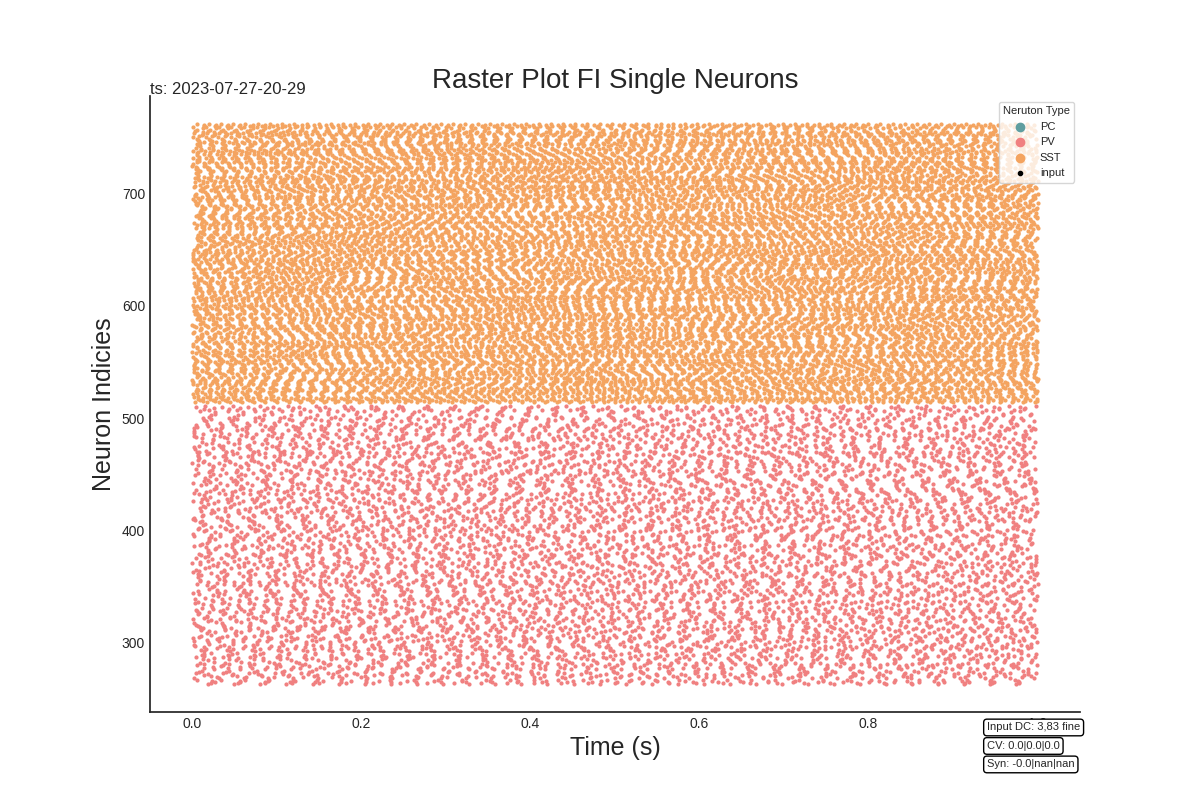 Raster Plot FI Single Neurons
ts: 2023-07-27-20-29
Neruton Type
PC
PV
SST
input
700
600
500
400
300
Neuron Indicies
0.0 0.2 0.4 0.6 0.8
Time (s)
Input DC: 3,83 fine
CV: 0.0|0.0|0.0
Syn: -0.0|nan|nan